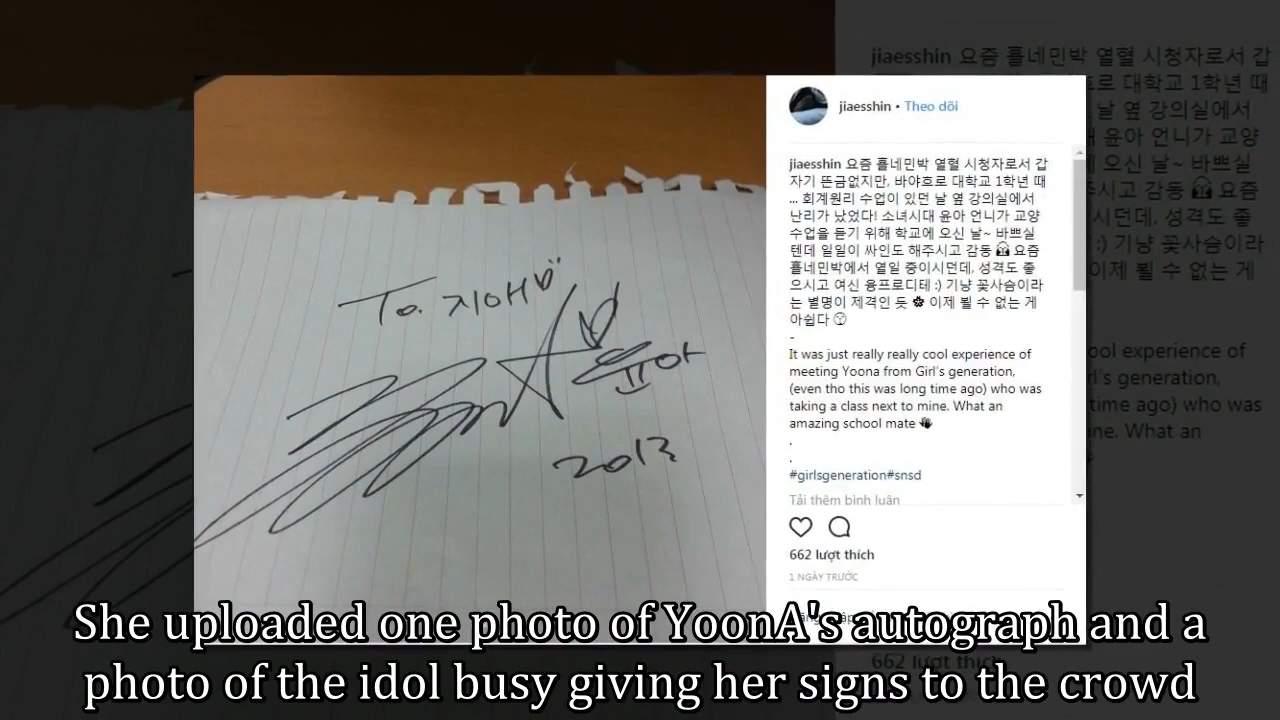 To. 지애
윤아
2013
jiaesshin • Theo dõi
jiaesshin 요즘 횰네민박 열혈 시청자로서 갑
자기 뜬금없지만, 바야흐로 대학교 1학년 때
... 회계원리 수업이 있던 날 옆 강의실에서
난리가 났었다! 소녀시대 윤아 언니가 교양
수업을 듣기 위해 학교에 오신 날~ 바쁘실
텐데 일일이 싸인도 해주시고 감동 요즘
횰네민박에서 열일 중이시던데, 성격도 좋
으시고 여신 융프로디테 :) 기냥 꽃사슴이라
는 별명이 제격인 듯 이제 뵐 수 없는 게
아쉽다
-
It was just really really cool experience of
meeting Yoona from Girl's generation,
(even tho this was long time ago) who was
taking a class next to mine. What an
amazing school mate
.
.
#girlsgeneration#snsd
Tải thêm bình luận
662 lượt thích
1 NGÀY TRƯỚC
She uploaded one photo of YoonA's autograph and a
photo of the idol busy giving her signs to the crowd